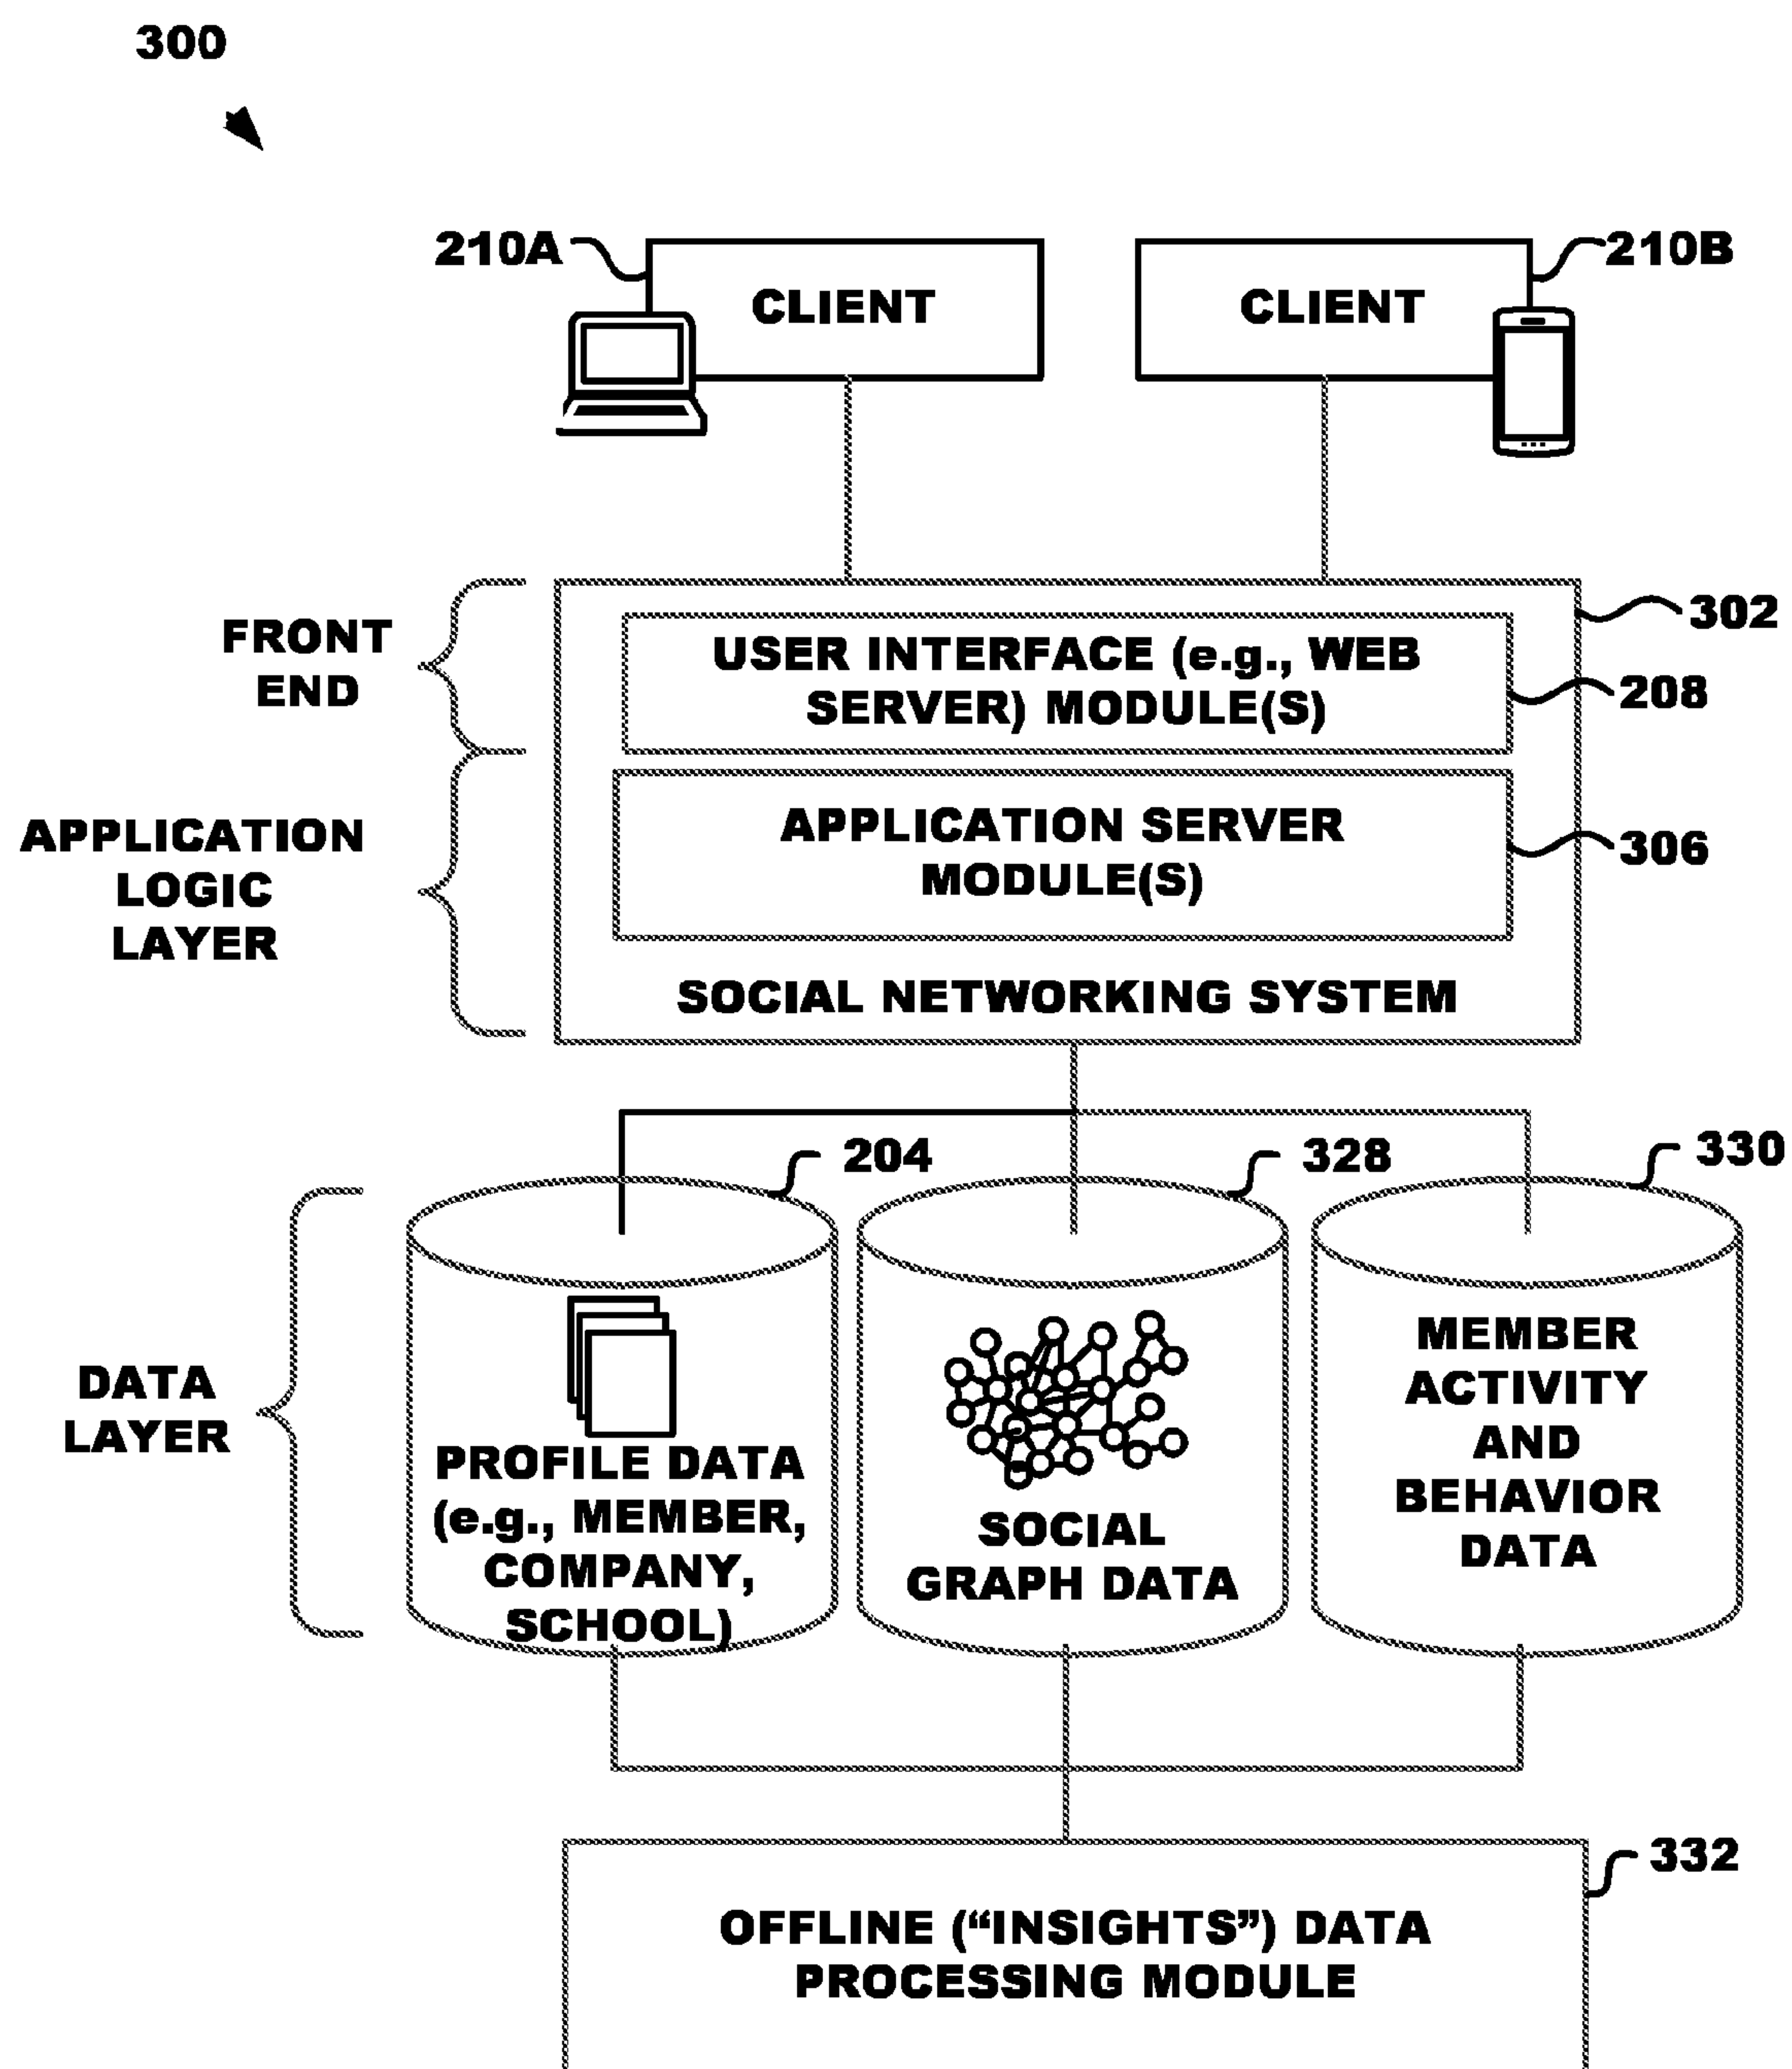 300
210A
CLIENT
CLIENT
210B
FRONT
END
302
USER INTERFACE (e.g., WEB
SERVER) MODULE(S)
208
APPLICATION
LOGIC
LAYER
APPLICATION SERVER
MODULE(S)
306
SOCIAL NETWORKING SYSTEM
204
328
330
DATA
LAYER
PROFILE DATA
(e.g., MEMBER,
COMPANY,
SCHOOL)
SOCIAL
GRAPH DATA
MEMBER
ACTIVITY
AND
BEHAVIOR
DATA
332
OFFLINE (“INSIGHTS”) DATA
PROCESSING MODULE